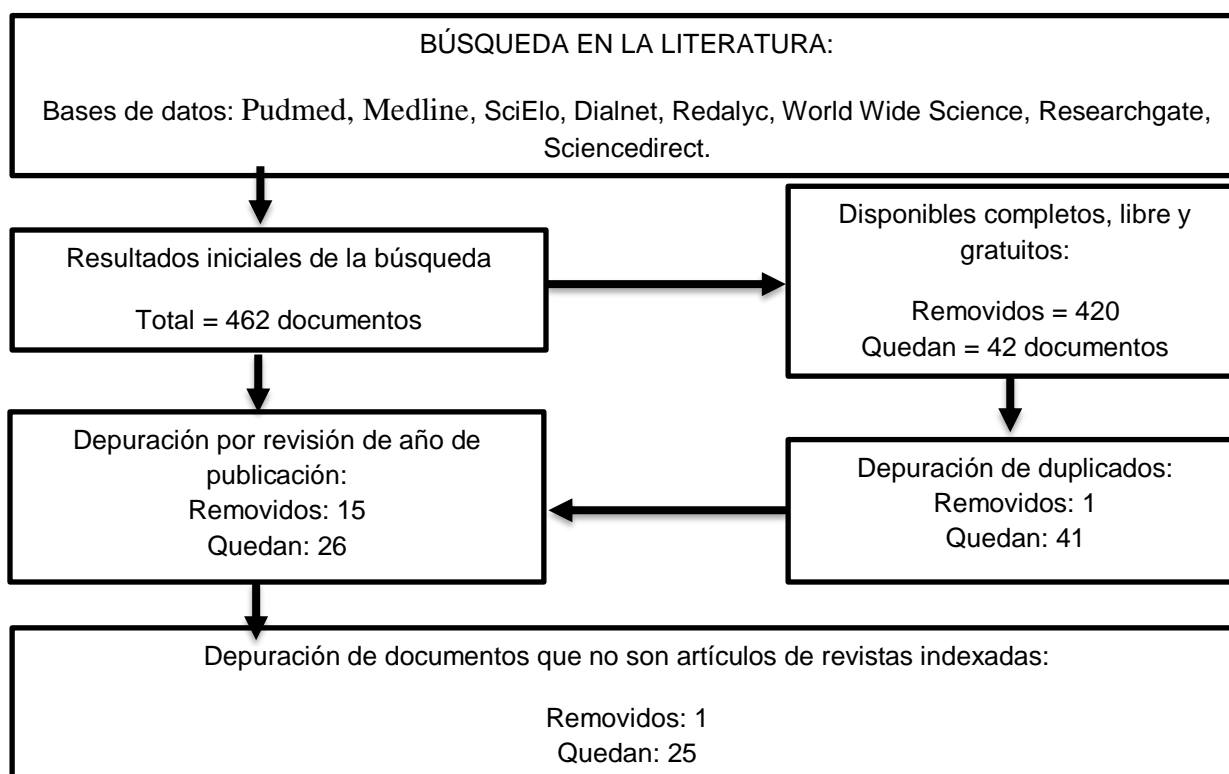 BÚSQUEDA EN LA LITERATURA:
Bases de datos: Pudmed, Medline, SciElo, Dialnet, Redalyc, World Wide Science, Researchgate,
Sciencedirect.
Resultados iniciales de la búsqueda
Total = 462 documentos
Disponibles completos, libre y
gratuitos:
Removidos = 420
Quedan = 42 documentos
Depuración de duplicados:
Removidos: 1
Quedan: 41
Depuración por revisión de año de
publicación:
Removidos: 15
Quedan: 26
Depuración de documentos que no son artículos de revistas indexadas:
Removidos: 1
Quedan: 25